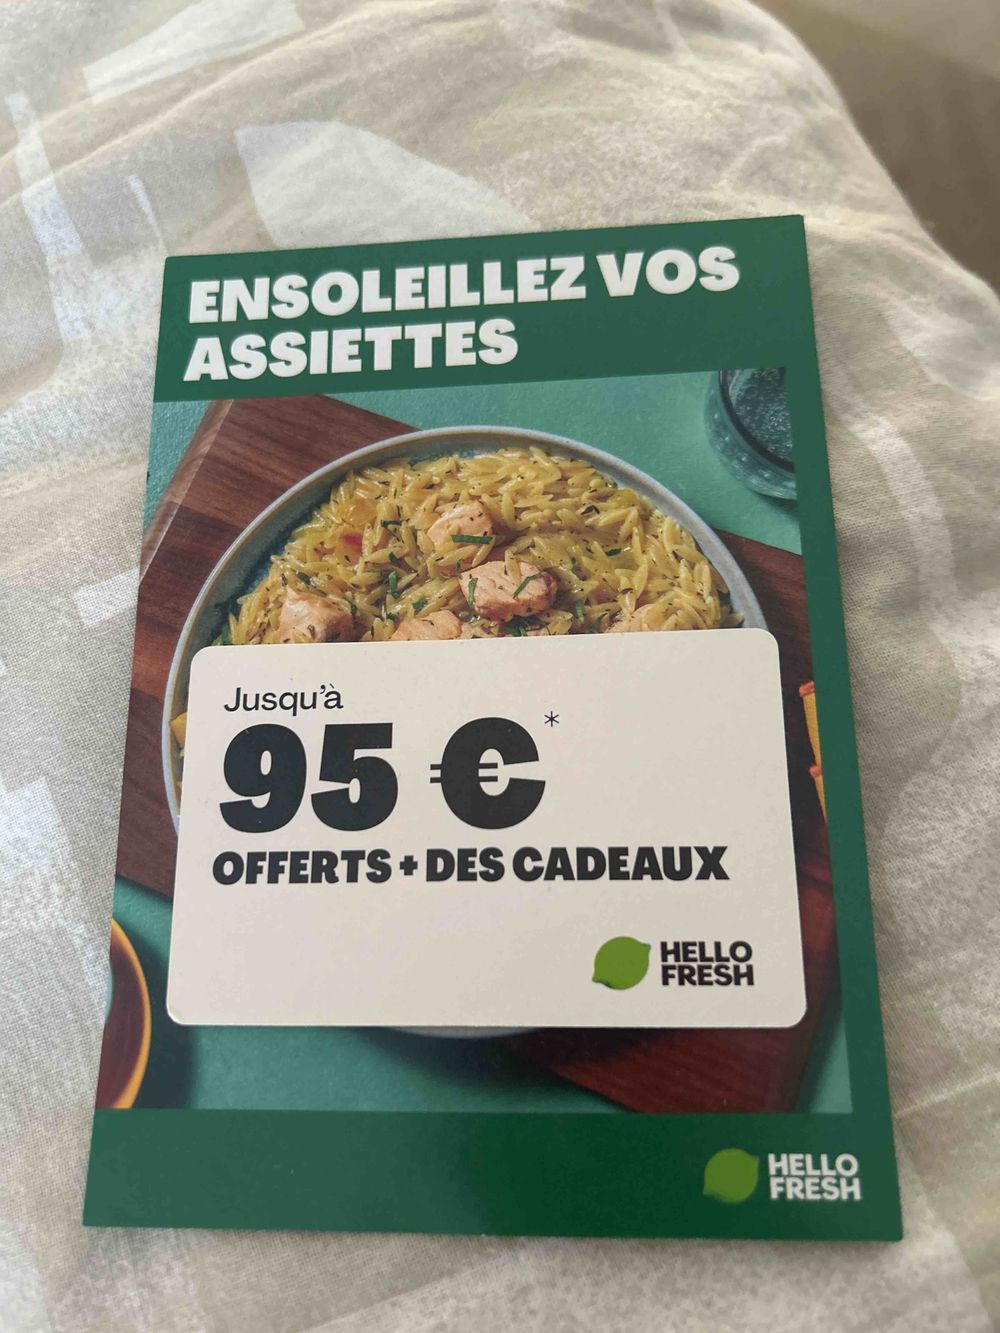 ENSOLEILLEZ VOS
ASSIETTES
Jusqu'à
95 €*
OFFERTS + DES CADEAUX
HELLO
FRESH
HELLO
FRESH